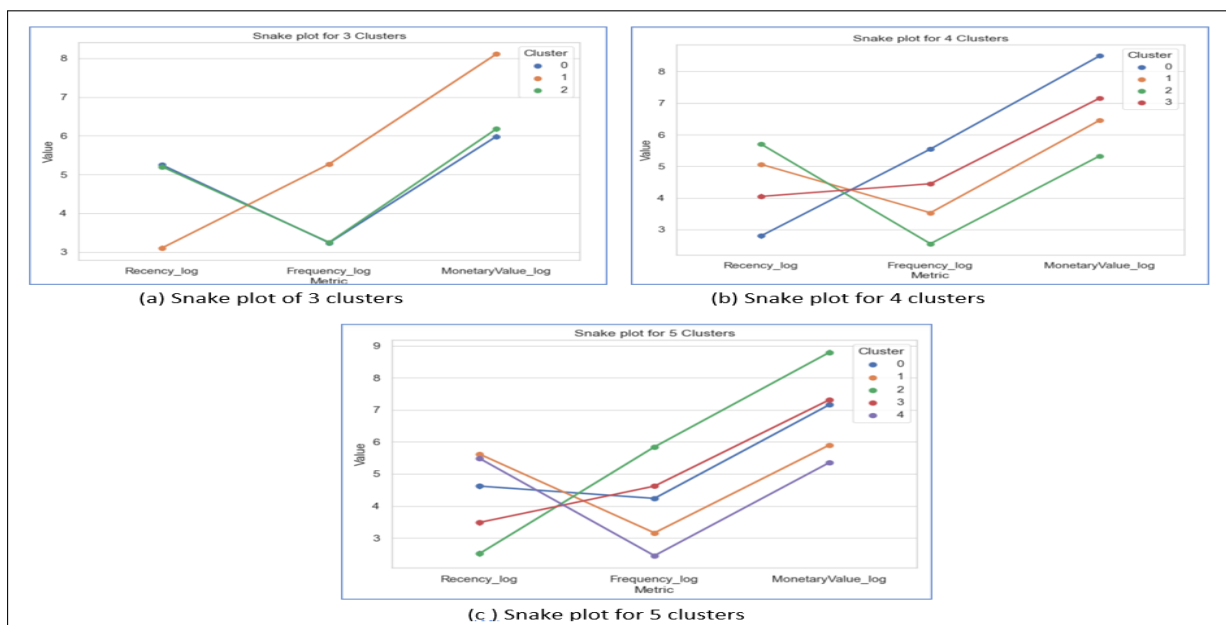 Snake plot for 3 Clusters
Cluster
0
1
2
8
7
6
5
4
3
Value
Recency_log
Frequency_log
MonetaryValue_log
Metric
(a) Snake plot of 3 clusters
Snake plot for 4 Clusters
Cluster
0
1
2
3
8
7
6
5
4
3
Value
Recency_log
Frequency_log
MonetaryValue_log
Metric
(b) Snake plot for 4 clusters
Snake plot for 5 Clusters
Cluster
0
1
2
3
4
9
8
7
6
5
4
3
Value
Recency_log
Frequency_log
MonetaryValue_log
Metric
(c ) Snake plot for 5 clusters